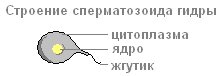 Строение сперматозоида гидры
цитоплазма
ядро
жгутик